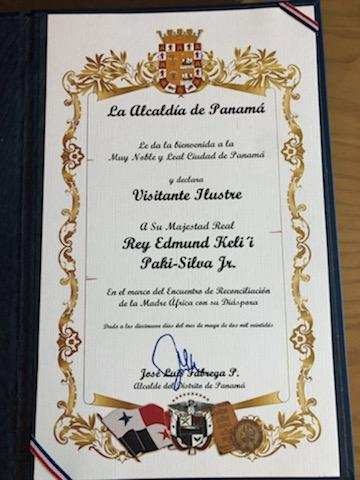 La Alcaldía de Panamá
Le da la bienvenida a la
Muy Noble y Leal Ciudad de Panamá
y declara
Visitante Ilustre
A Su Majestad Real
Rey Edmund Keli´i
Paki-Silva Jr.
En el marco del Encuentro de Reconciliación
de la Madre África con su Diáspora
Dado a los diecinueve días del mes de mayo de dos mil veintidós
José Luis Fábrega P.
Alcalde del Distrito de Panamá